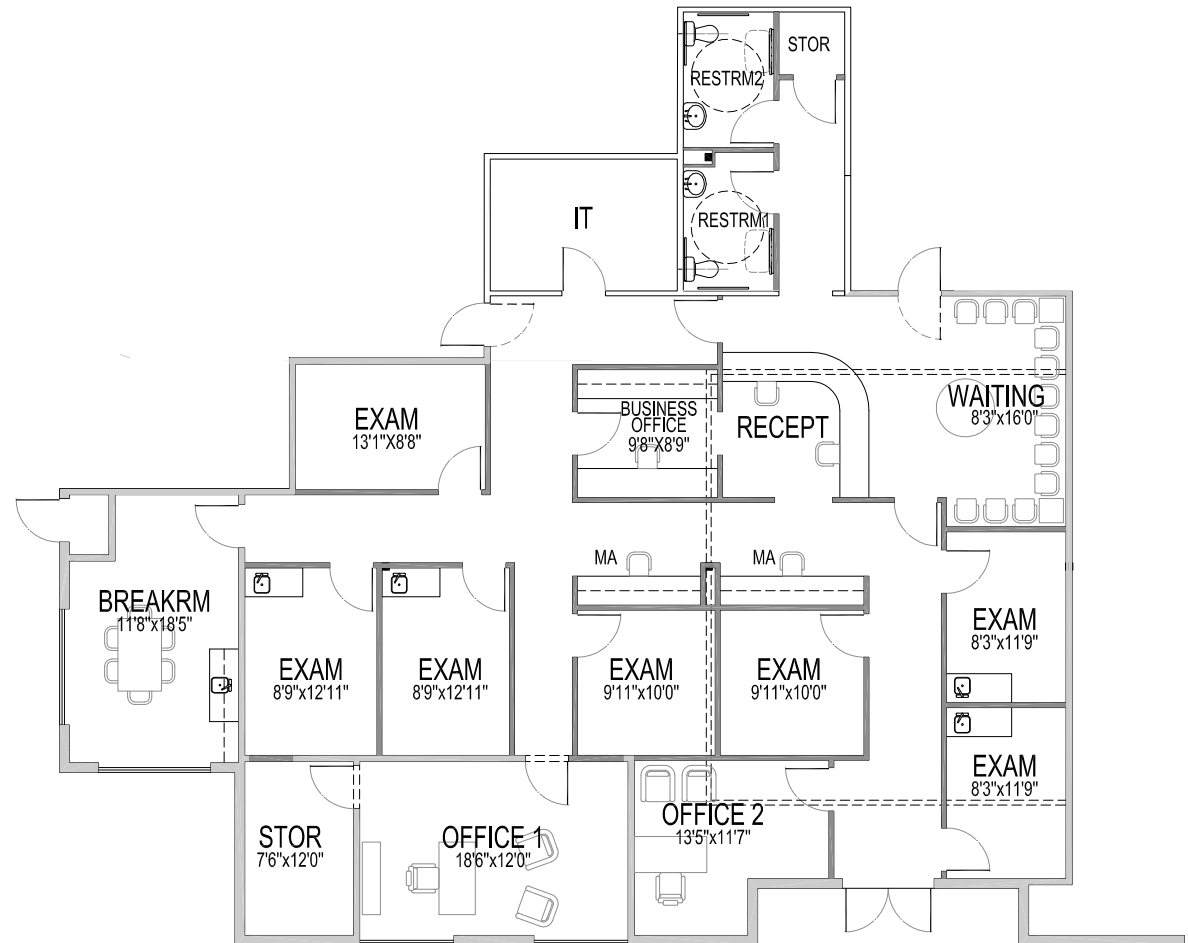 STOR
RESTRM2
RESTRM1
IT
EXAM
13'1"X8'8"
BUSINESS
OFFICE
9'8"X8'9"
RECEPT
WAITING
8'3"x16'0"
MA
MA
BREAKRM
11'8"x18'5"
EXAM
8'9"x12'11"
EXAM
8'9"x12'11"
EXAM
9'11"x10'0"
EXAM
9'11"x10'0"
EXAM
8'3"x11'9"
EXAM
8'3"x11'9"
STOR
7'6"x12'0"
OFFICE 1
18'6"x12'0"
OFFICE 2
13'5"x11'7"